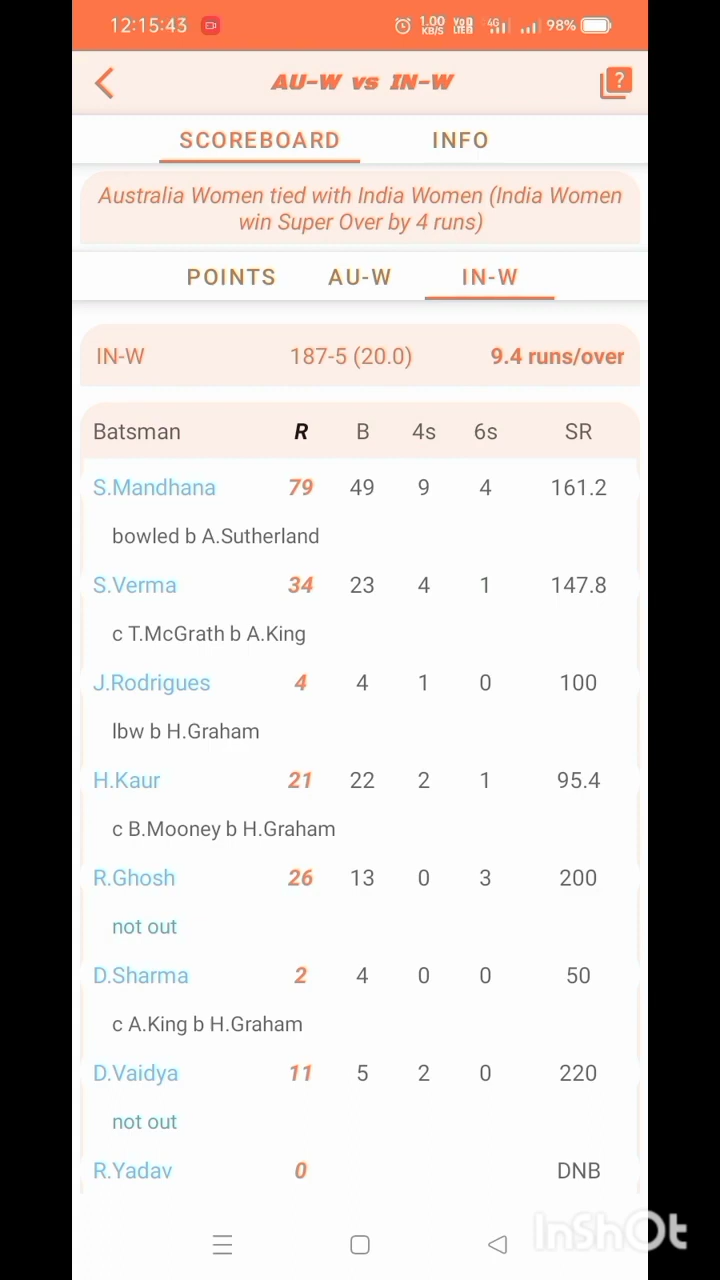 12:15:43 1.00 KB/S VoD LTE 4G 98%
AU-W vs IN-W
SCOREBOARD INFO
Australia Women tied with India Women (India Women
win Super Over by 4 runs)
POINTS AU-W IN-W
IN-W 187-5 (20.0) 9.4 runs/over
Batsman R B 4s 6s SR
S.Mandhana 79 49 9 4 161.2
bowled b A.Sutherland
S.Verma 34 23 4 1 147.8
c T.McGrath b A.King
J.Rodrigues 4 4 1 0 100
lbw b H.Graham
H.Kaur 21 22 2 1 95.4
c B.Mooney b H.Graham
R.Ghosh 26 13 0 3 200
not out
D.Sharma 2 4 0 0 50
c A.King b H.Graham
D.Vaidya 11 5 2 0 220
not out
R.Yadav 0 DNB
InShOt